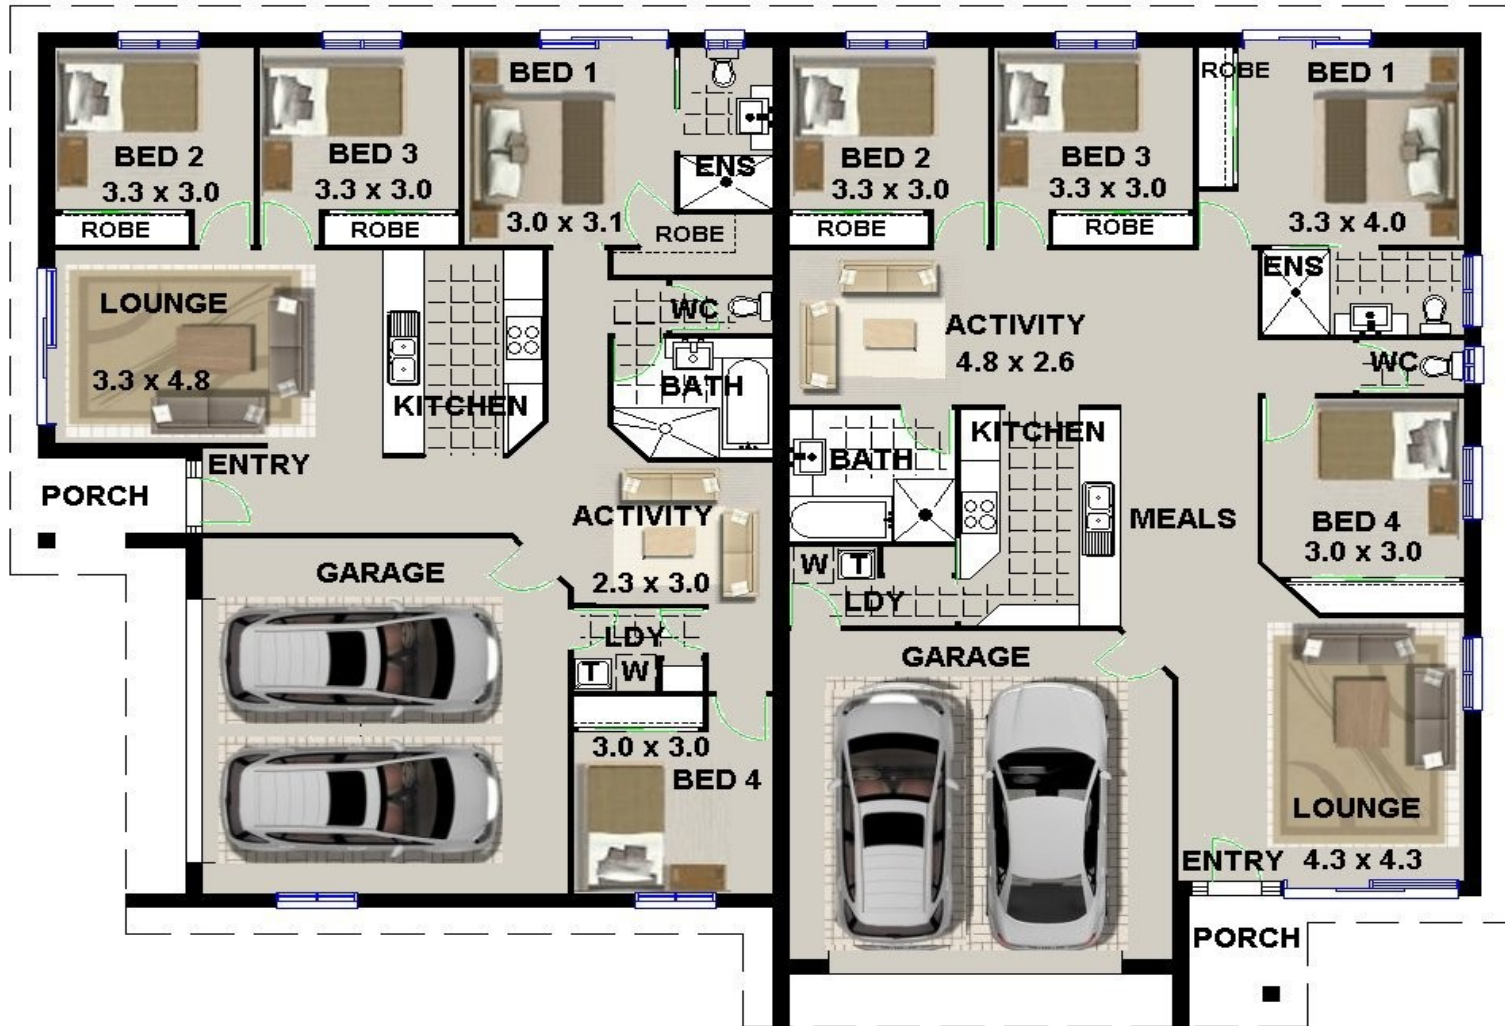 BED 2
3.3 x 3.0
ROBE
BED 3
3.3 x 3.0
ROBE
BED 1
3.0 x 3.1
ENS
ROBE
LOUNGE
3.3 x 4.8
KITCHEN
WC
BATH
ENTRY
PORCH
ACTIVITY
2.3 x 3.0
GARAGE
LDY
T
W
3.0 x 3.0
BED 4
BED 2
3.3 x 3.0
ROBE
BED 3
3.3 x 3.0
ROBE
ROBE
BED 1
3.3 x 4.0
ENS
ACTIVITY
4.8 x 2.6
WC
KITCHEN
BATH
MEALS
BED 4
3.0 x 3.0
W
T
LDY
GARAGE
LOUNGE
4.3 x 4.3
ENTRY
PORCH